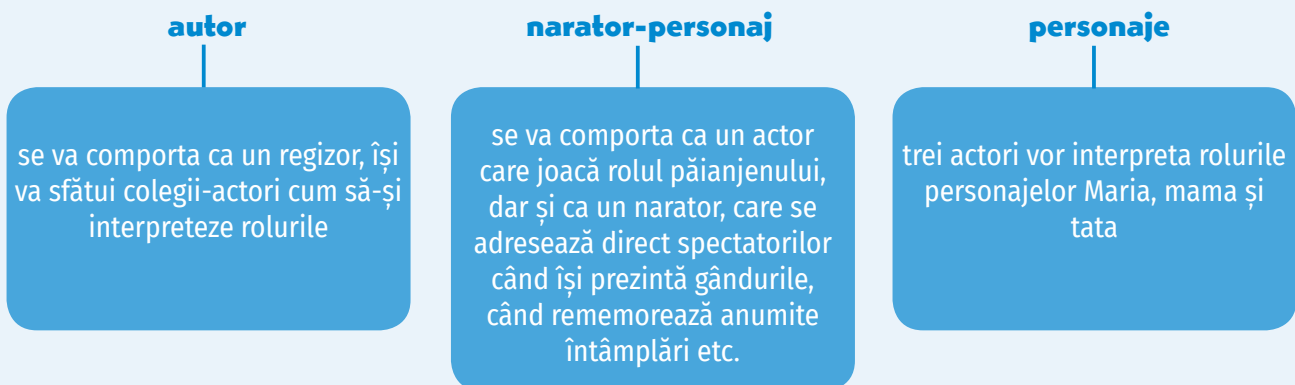 autor
se va comporta ca un regizor, își
va sfătui colegii-actori cum să-și
interpreteze rolurile
narator-personaj
se va comporta ca un actor
care joacă rolul păianjenului,
dar și ca un narator, care se
adresează direct spectatorilor
când își prezintă gândurile,
când rememorează anumite
întâmplări etc.
personaje
trei actori vor interpreta rolurile
personajelor Maria, mama și
tata